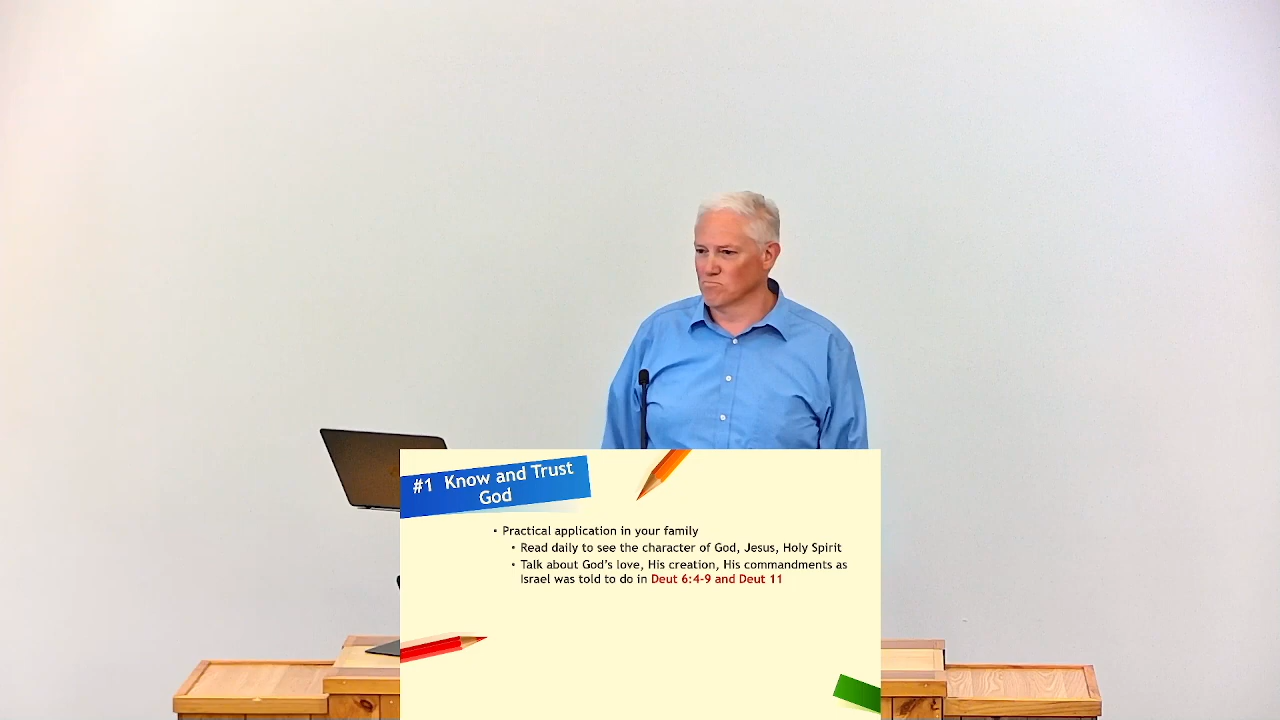 #1 Know and Trust
God
• Practical application in your family
• Read daily to see the character of God, Jesus, Holy Spirit
• Talk about God's love, His creation, His commandments as
Israel was told to do in Deut 6:4-9 and Deut 11